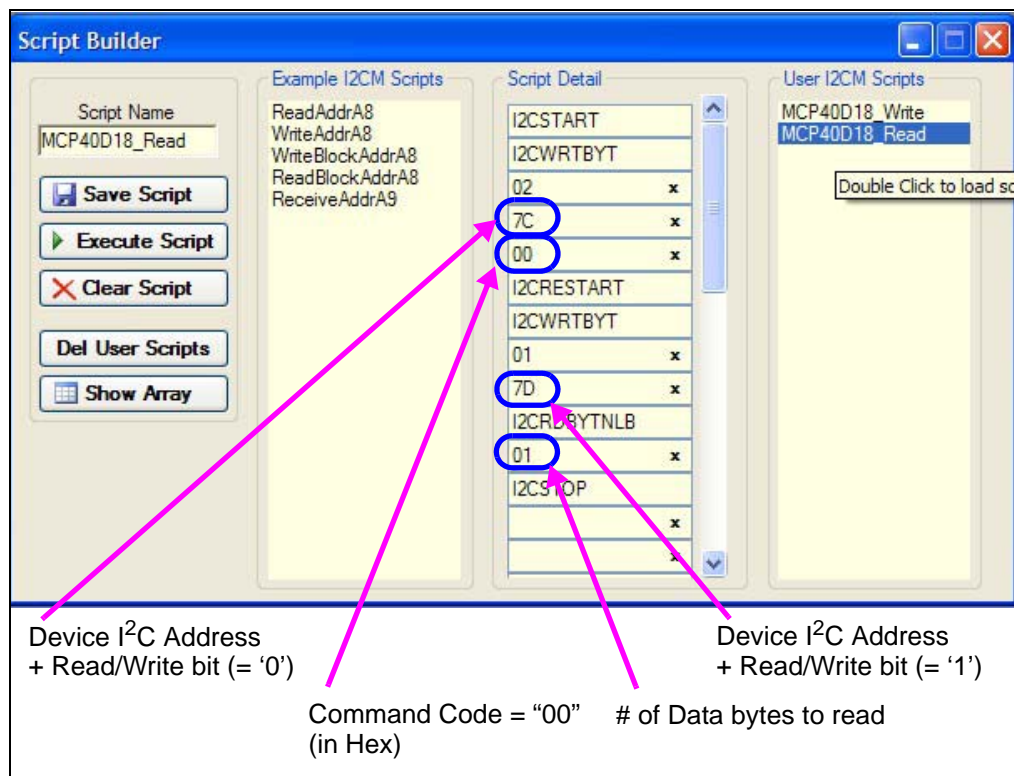 Script Builder
Script Name
MCP40D18_Read
Save Script
Execute Script
Clear Script
Del User Scripts
Show Array
Example I2CM Scripts
ReadAddrA8
WriteAddrA8
WriteBlockAddrA8
ReadBlockAddrA8
ReceiveAddrA9
Script Detail
I2CSTART
I2CWRTBYT
02 x
7C x
00 x
I2CRESTART
I2CWRTBYT
01 x
7D x
I2CRDBYTNLB
01 x
I2CSTOP
x
x
User I2CM Scripts
MCP40D18_Write
MCP40D18_Read
Double Click to load sc
Device I²C Address
+ Read/Write bit (= ‘0’)
Command Code = “00”
(in Hex)
# of Data bytes to read
Device I²C Address
+ Read/Write bit (= ‘1’)